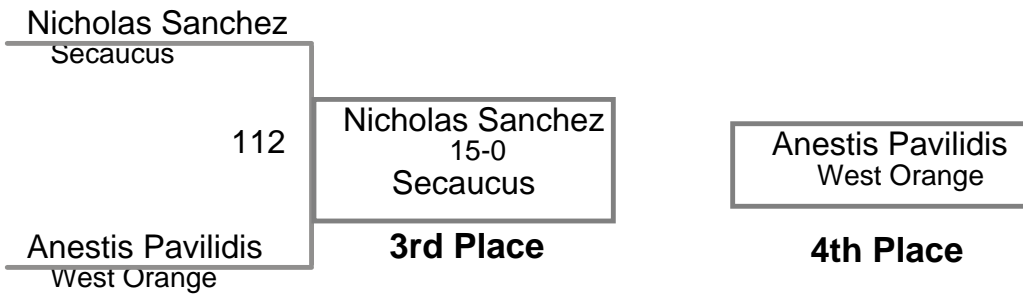 Nicholas Sanchez
Secaucus
112
Anestis Pavilidis
West Orange
Nicholas Sanchez
15-0
Secaucus
3rd Place
Anestis Pavilidis
West Orange
4th Place